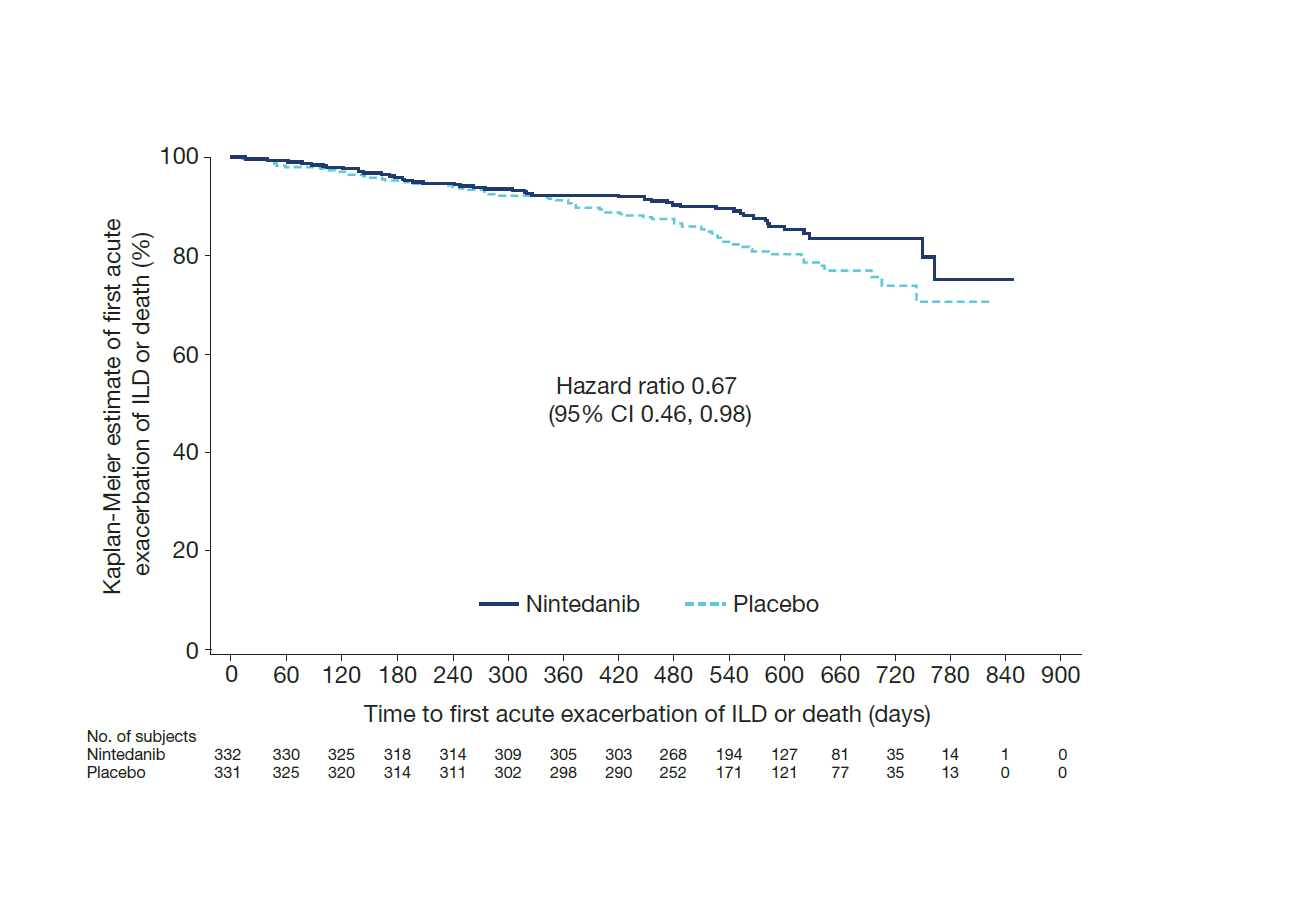 Kaplan-Meier estimate of first acute
exacerbation of ILD or death (%)
100
80
60
40
20
0
Hazard ratio 0.67
(95% CI 0.46, 0.98)
Nintedanib Placebo
0 60 120 180 240 300 360 420 480 540 600 660 720 780 840 900
Time to first acute exacerbation of ILD or death (days)
No. of subjects
Nintedanib 332 330 325 318 314 309 305 303 268 194 127 81 35 14 1 0
Placebo 331 325 320 314 311 302 298 290 252 171 121 77 35 13 0 0